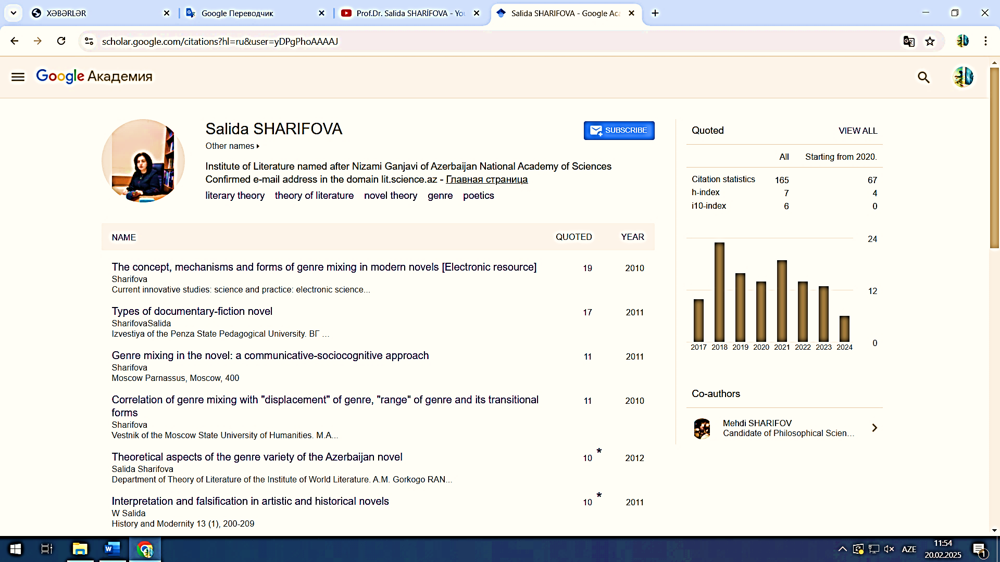 XƏBƏRLƏR
Google Переводчик
Prof.Dr. Salida SHARİFOVA - You
Salida SHARIFOVA - Google Aca
scholar.google.com/citations?hl=ru&user=yDPgPhoAAAAJ
Google Академия
Salida SHARIFOVA
Other names
SUBSCRIBE
Institute of Literature named after Nizami Ganjavi of Azerbaijan National Academy of Sciences
Confirmed e-mail address in the domain lit.science.az - Главная страница
literary theory theory of literature novel theory genre poetics
NAME QUOTED YEAR
The concept, mechanisms and forms of genre mixing in modern novels [Electronic resource] 19 2010
Sharifova
Current innovative studies: science and practice: electronic science...
Types of documentary-fiction novel 17 2011
SharifovaSalida
Izvestiya of the Penza State Pedagogical University. ВГ ...
Genre mixing in the novel: a communicative-sociocognitive approach 11 2011
Sharifova
Moscow Parnassus, Moscow, 400
Correlation of genre mixing with "displacement" of genre, "range" of genre and its transitional 11 2010
forms
Sharifova
Vestnik of the Moscow State University of Humanities. M.A...
Theoretical aspects of the genre variety of the Azerbaijan novel 10 * 2012
Salida Sharifova
Department of Theory of Literature of the Institute of World Literature. A.M. Gorkogo RAN...
Interpretation and falsification in artistic and historical novels 10 * 2011
W Salida
History and Modernity 13 (1), 200-209
Quoted VIEW ALL
All Starting from 2020.
Citation statistics 165 67
h-index 7 4
i10-index 6 0
24
12
0
2017 2018 2019 2020 2021 2022 2023 2024
Co-authors
Mehdi SHARIFOV
Candidate of Philosophical Scien...
AZE
11:54
20.02.2025
1